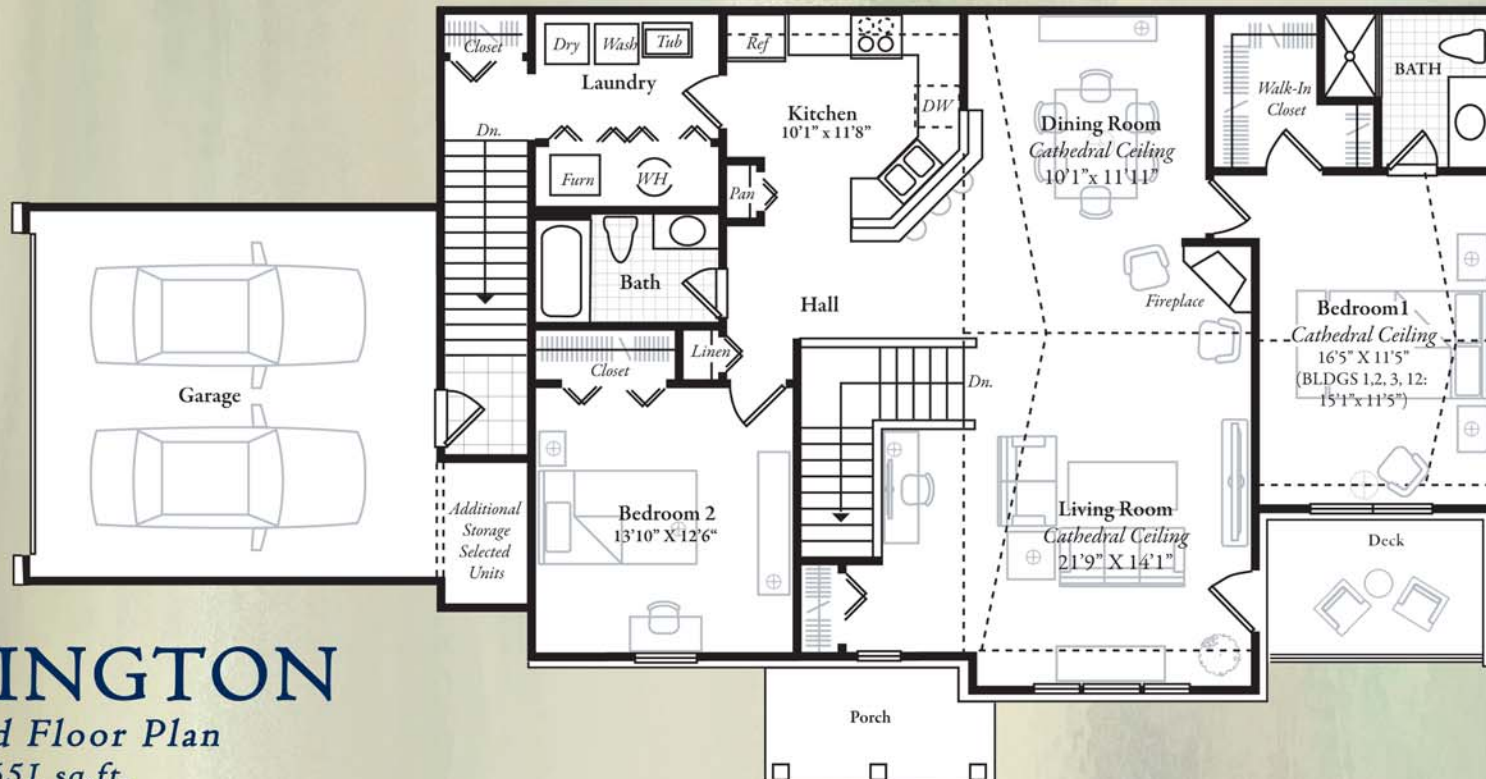 Closet
Dry
Wash
Tub
Laundry
Dn.
Furn
WH
Ref
Kitchen
10'1” x 11'8”
DW
Pan
Dining Room
Cathedral Ceiling
10'1”x 11'11”
Walk-In
Closet
BATH
Bath
Hall
Fireplace
Bedroom1
Cathedral Ceiling
16'5” X 11'5”
(BLDGS 1,2, 3, 12:
15'1”x 11'5”)
Linen
Closet
Dn.
Garage
Additional
Storage
Selected
Units
Bedroom 2
13'10” X 12'6“
Living Room
Cathedral Ceiling
21'9” X 14'1”
Deck
Porch
INGTON
d Floor Plan
sq ft